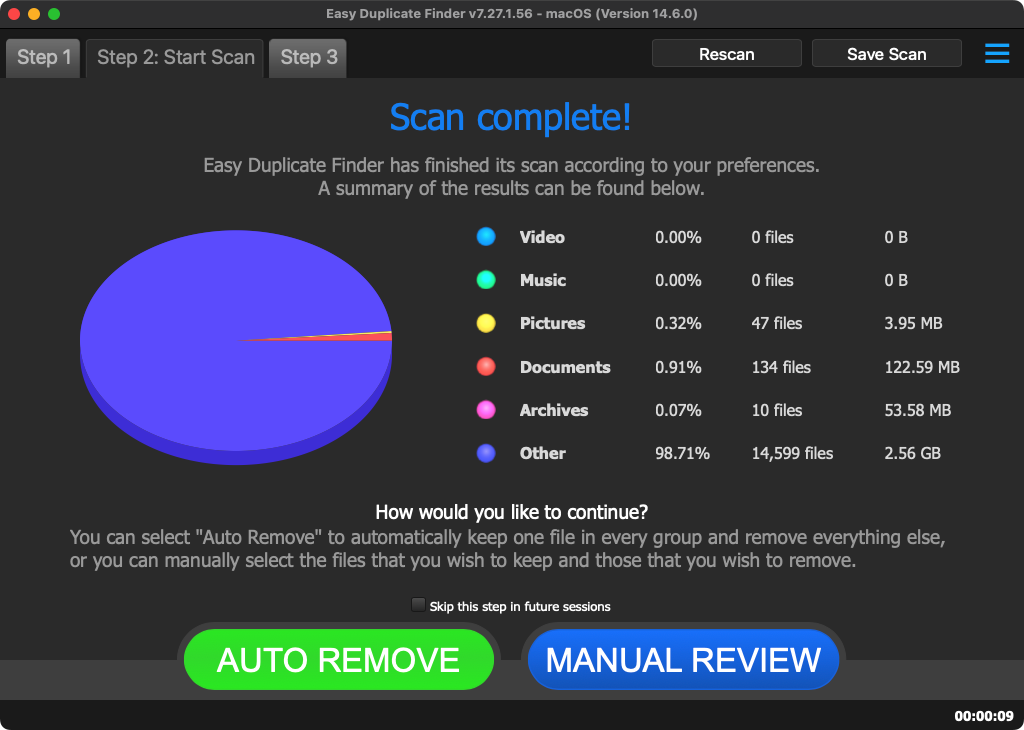 Easy Duplicate Finder v7.27.1.56 - macOS (Version 14.6.0)
Step 1
Step 2: Start Scan
Step 3
Rescan
Save Scan
Scan complete!
Easy Duplicate Finder has finished its scan according to your preferences.
A summary of the results can be found below.
Video 0.00% 0 files 0 B
Music 0.00% 0 files 0 B
Pictures 0.32% 47 files 3.95 MB
Documents 0.91% 134 files 122.59 MB
Archives 0.07% 10 files 53.58 MB
Other 98.71% 14,599 files 2.56 GB
How would you like to continue?
You can select "Auto Remove" to automatically keep one file in every group and remove everything else,
or you can manually select the files that you wish to keep and those that you wish to remove.
Skip this step in future sessions
AUTO REMOVE
MANUAL REVIEW
00:00:09